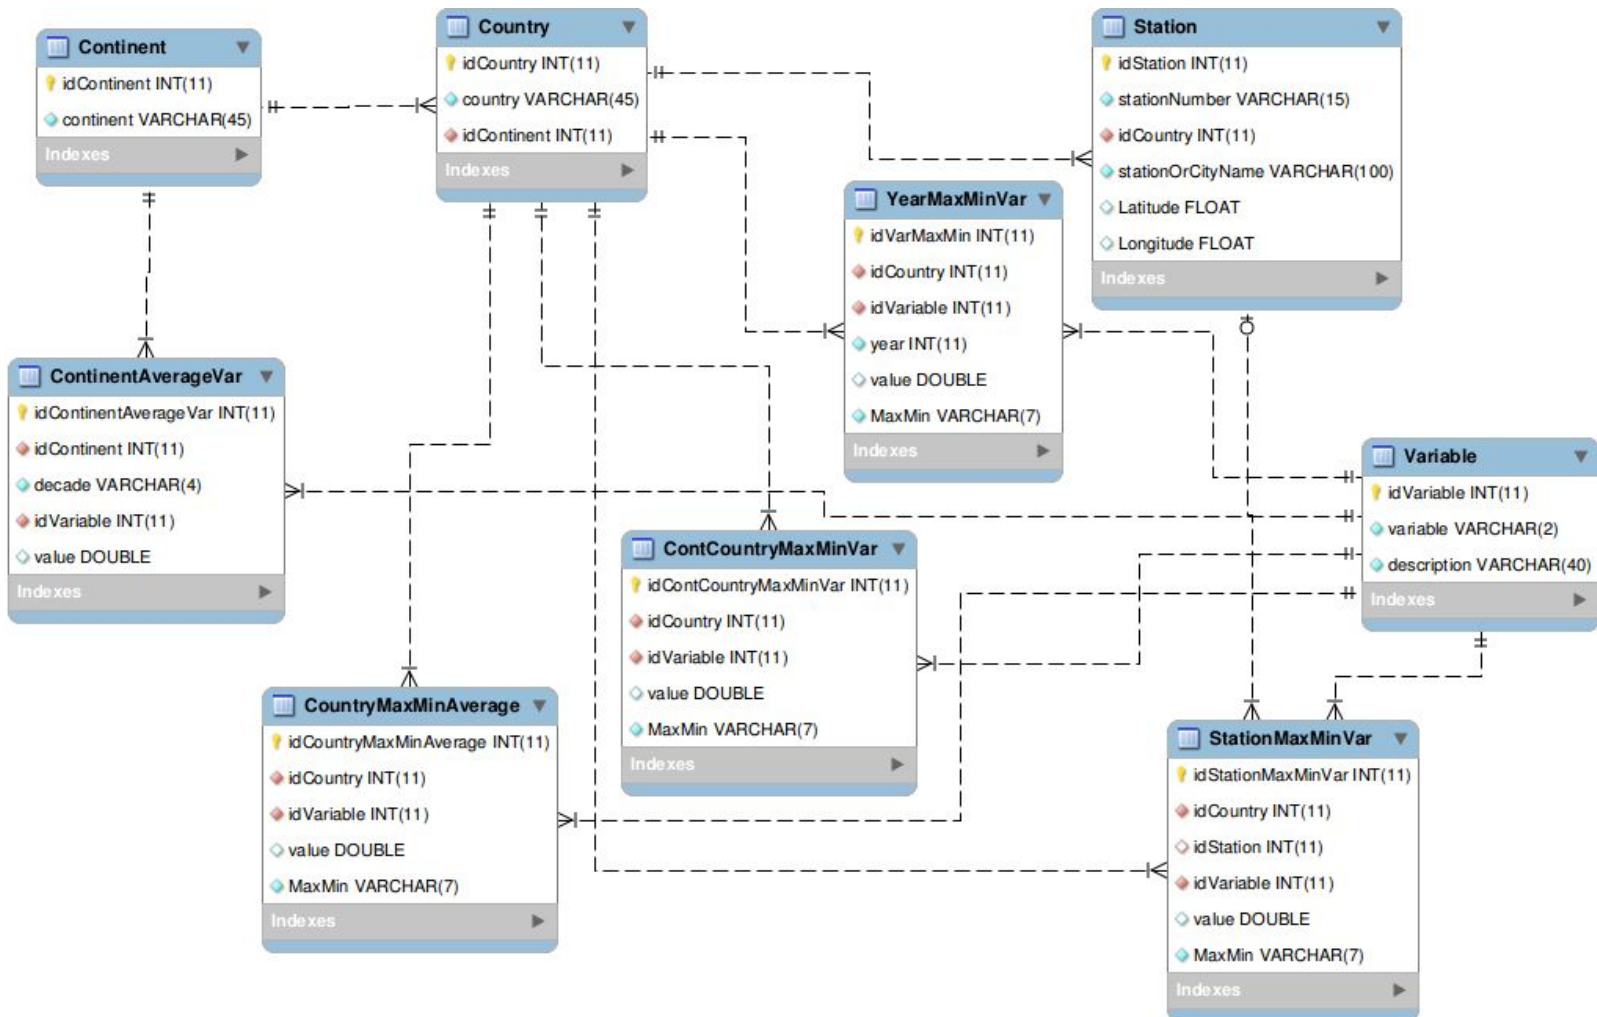 Continent
idContinent INT(11)
continent VARCHAR(45)
Indexes
Country
idCountry INT(11)
country VARCHAR(45)
idContinent INT(11)
Indexes
Station
idStation INT(11)
stationNumber VARCHAR(15)
idCountry INT(11)
stationOrCityName VARCHAR(100)
Latitude FLOAT
Longitude FLOAT
Indexes
YearMaxMinVar
idVarMaxMin INT(11)
idCountry INT(11)
idVariable INT(11)
year INT(11)
value DOUBLE
MaxMin VARCHAR(7)
Indexes
ContinentAverageVar
idContinentAverageVar INT(11)
idContinent INT(11)
decade VARCHAR(4)
idVariable INT(11)
value DOUBLE
Indexes
Variable
idVariable INT(11)
variable VARCHAR(2)
description VARCHAR(40)
Indexes
ContCountryMaxMinVar
idContCountryMaxMinVar INT(11)
idCountry INT(11)
idVariable INT(11)
value DOUBLE
MaxMin VARCHAR(7)
Indexes
CountryMaxMinAverage
idCountryMaxMinAverage INT(11)
idCountry INT(11)
idVariable INT(11)
value DOUBLE
MaxMin VARCHAR(7)
Indexes
StationMaxMinVar
idStationMaxMinVar INT(11)
idCountry INT(11)
idStation INT(11)
idVariable INT(11)
value DOUBLE
MaxMin VARCHAR(7)
Indexes